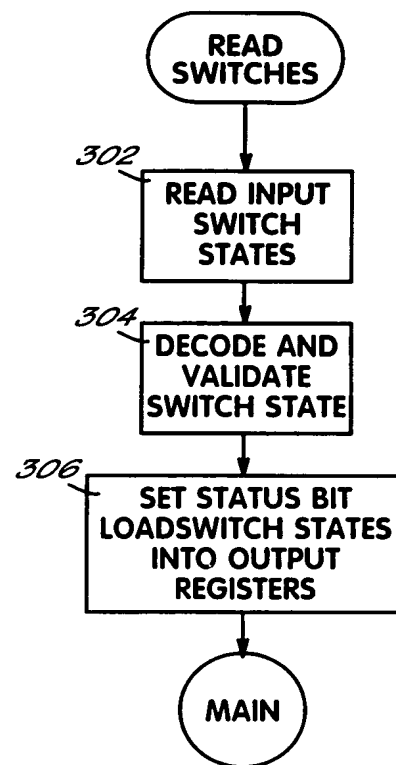 READ
SWITCHES
302
READ INPUT
SWITCH
STATES
304
DECODE AND
VALIDATE
SWITCH STATE
306
SET STATUS BIT
LOADSWITCH STATES
INTO OUTPUT
REGISTERS
MAIN